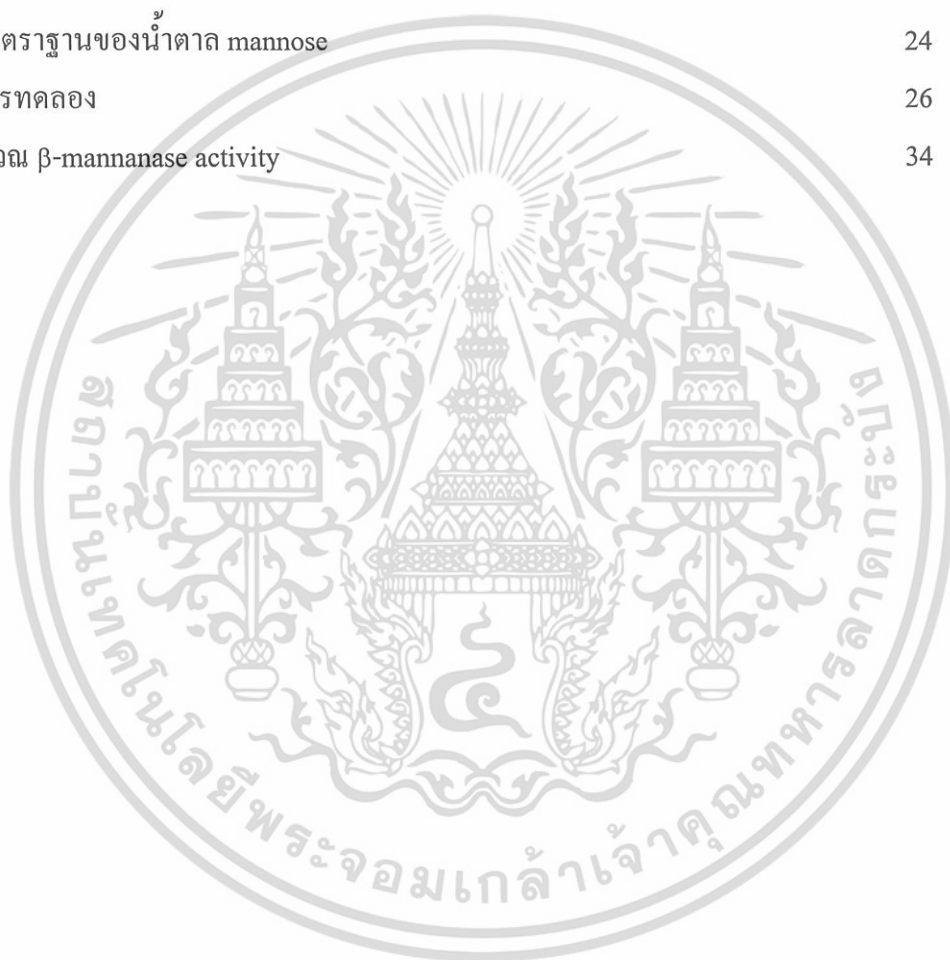 ตราฐานของน้ำตาล mannose 24
รทดลอง 26
วณ β-mannanase activity 34
สถาบันเทคโนโลยีพระจอมเกล้าเจ้าคุณทหารลาดกระบัง